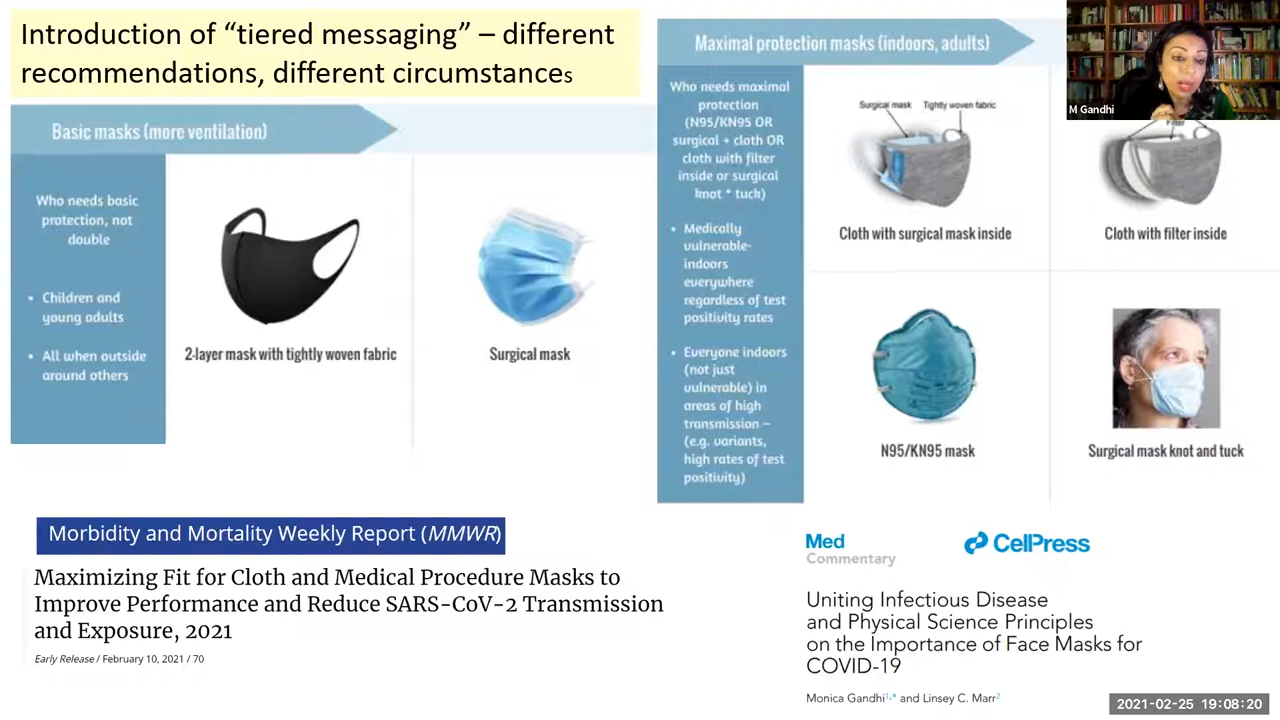 Introduction of “tiered messaging” – different
recommendations, different circumstances
Basic masks (more ventilation)
Who needs basic
protection, not
double
• Children and
young adults
• All when outside
around others
2-layer mask with tightly woven fabric
Surgical mask
Maximal protection masks (indoors, adults)
Who needs maximal
protection
(N95/KN95 OR
surgical + cloth OR
cloth with filter
inside or surgical
knot * tuck)
• Medically
vulnerable-
indoors
everywhere
regardless of test
positivity rates
• Everyone indoors
(not just
vulnerable) in
areas of high
transmission –
(e.g. variants,
high rates of test
positivity)
Surgical mask
Tightly woven fabric
Cloth with surgical mask inside
Filter
Cloth with filter inside
N95/KN95 mask
Surgical mask knot and tuck
M Gandhi
Morbidity and Mortality Weekly Report (MMWR)
Maximizing Fit for Cloth and Medical Procedure Masks to
Improve Performance and Reduce SARS-CoV-2 Transmission
and Exposure, 2021
Early Release / February 10, 2021 / 70
Med
Commentary
CellPress
Uniting Infectious Disease
and Physical Science Principles
on the Importance of Face Masks for
COVID-19
Monica Gandhi1,* and Linsey C. Marr2
2021-02-25 19:08:20